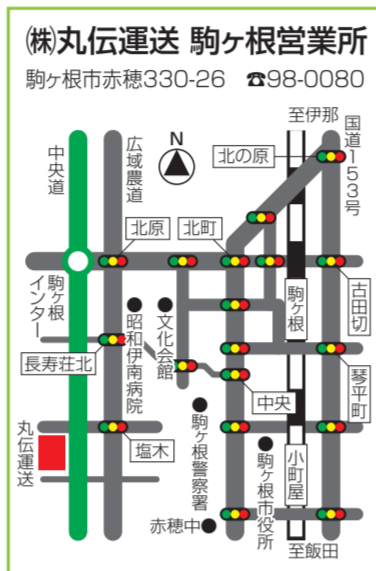 ㈱丸伝運送 駒ヶ根営業所
駒ヶ根市赤穂330-26 ☎98-0080
至伊那
国道153号
中央道
広域農道
N
北の原
北原
北町
駒ヶ根インター
昭和伊南病院
文化会館
駒ヶ根
古田切
長寿荘北
琴平町
中央
丸伝運送
塩木
駒ヶ根警察署
駒ヶ根市役所
小町屋
赤穂中
至飯田